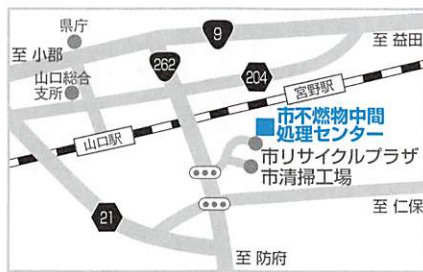 県庁
9
至 小郡
至 益田
262
山口総合
支所
204
宮野駅
市不燃物中間
処理センター
山口駅
市リサイクルプラザ
市清掃工場
21
至 仁保
至 防府